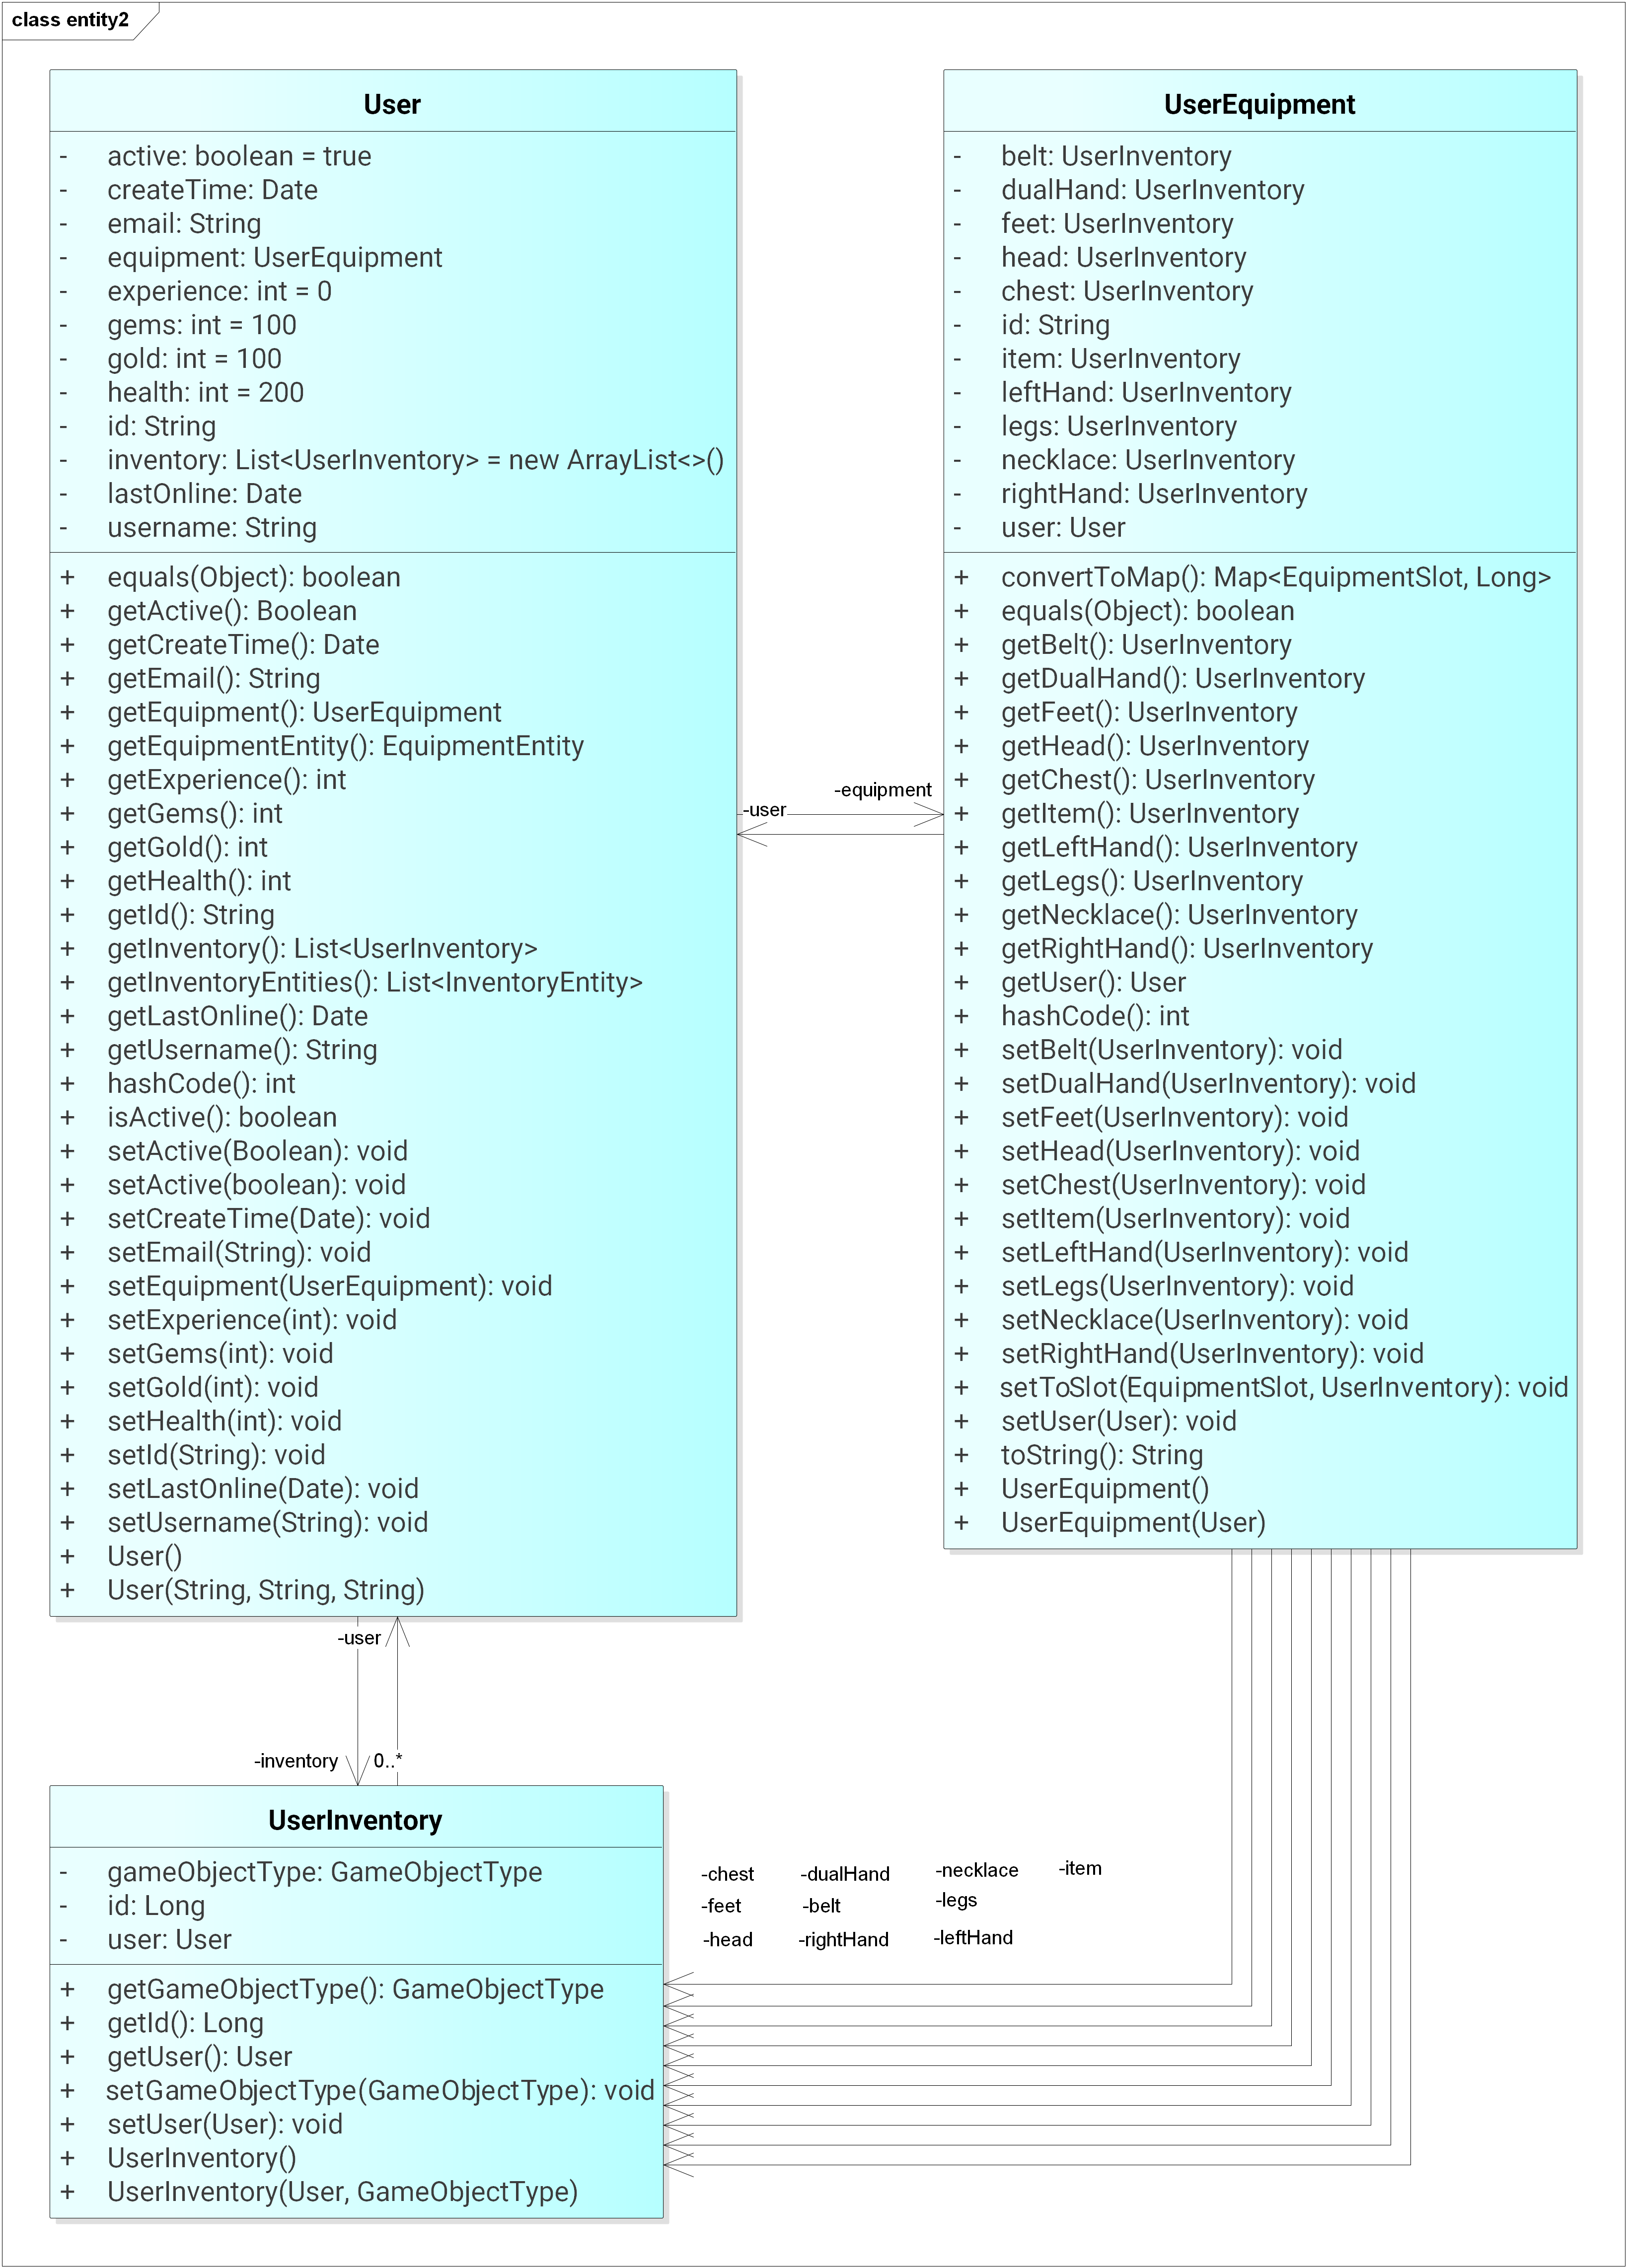 class entity2
User
- active: boolean = true
- createTime: Date
- email: String
- equipment: UserEquipment
- experience: int = 0
- gems: int = 100
- gold: int = 100
- health: int = 200
- id: String
- inventory: List<UserInventory> = new ArrayList<>()
- lastOnline: Date
- username: String
+ equals(Object): boolean
+ getActive(): Boolean
+ getCreateTime(): Date
+ getEmail(): String
+ getEquipment(): UserEquipment
+ getEquipmentEntity(): EquipmentEntity
+ getExperience(): int
+ getGems(): int
+ getGold(): int
+ getHealth(): int
+ getId(): String
+ getInventory(): List<UserInventory>
+ getInventoryEntities(): List<InventoryEntity>
+ getLastOnline(): Date
+ getUsername(): String
+ hashCode(): int
+ isActive(): boolean
+ setActive(Boolean): void
+ setActive(boolean): void
+ setCreateTime(Date): void
+ setEmail(String): void
+ setEquipment(UserEquipment): void
+ setExperience(int): void
+ setGems(int): void
+ setGold(int): void
+ setHealth(int): void
+ setId(String): void
+ setLastOnline(Date): void
+ setUsername(String): void
+ User()
+ User(String, String, String)
UserEquipment
- belt: UserInventory
- dualHand: UserInventory
- feet: UserInventory
- head: UserInventory
- chest: UserInventory
- id: String
- item: UserInventory
- leftHand: UserInventory
- legs: UserInventory
- necklace: UserInventory
- rightHand: UserInventory
- user: User
+ convertToMap(): Map<EquipmentSlot, Long>
+ equals(Object): boolean
+ getBelt(): UserInventory
+ getDualHand(): UserInventory
+ getFeet(): UserInventory
+ getHead(): UserInventory
+ getChest(): UserInventory
+ getItem(): UserInventory
+ getLeftHand(): UserInventory
+ getLegs(): UserInventory
+ getNecklace(): UserInventory
+ getRightHand(): UserInventory
+ getUser(): User
+ hashCode(): int
+ setBelt(UserInventory): void
+ setDualHand(UserInventory): void
+ setFeet(UserInventory): void
+ setHead(UserInventory): void
+ setChest(UserInventory): void
+ setItem(UserInventory): void
+ setLeftHand(UserInventory): void
+ setLegs(UserInventory): void
+ setNecklace(UserInventory): void
+ setRightHand(UserInventory): void
+ setToSlot(EquipmentSlot, UserInventory): void
+ setUser(User): void
+ toString(): String
+ UserEquipment()
+ UserEquipment(User)
-equipment
-user
-user
-inventory 0..*
UserInventory
- gameObjectType: GameObjectType
- id: Long
- user: User
+ getGameObjectType(): GameObjectType
+ getId(): Long
+ getUser(): User
+ setGameObjectType(GameObjectType): void
+ setUser(User): void
+ UserInventory()
+ UserInventory(User, GameObjectType)
-chest -dualHand -necklace -item
-feet -belt -legs
-head -rightHand -leftHand